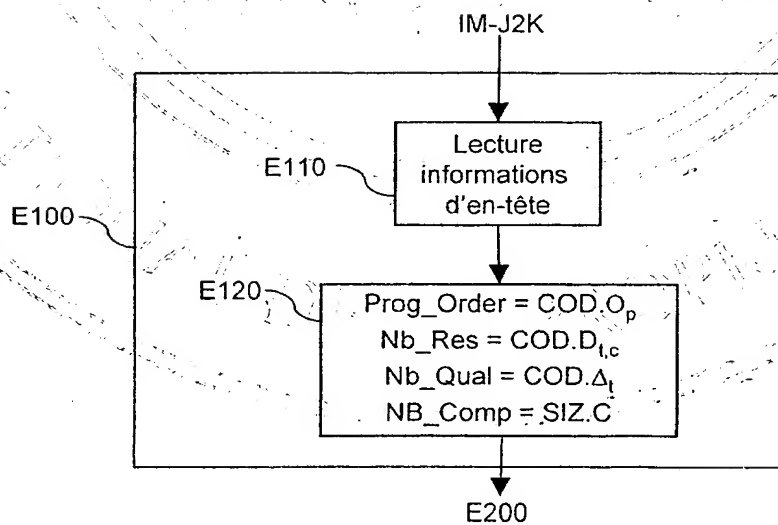 IM-J2K
Lecture
informations
d'en-tête
E110
E100
E120
Prog_Order = COD.Op
Nb_Res = COD.Dt,c
Nb_Qual = COD.Δt
NB_Comp = SIZ.C
E200